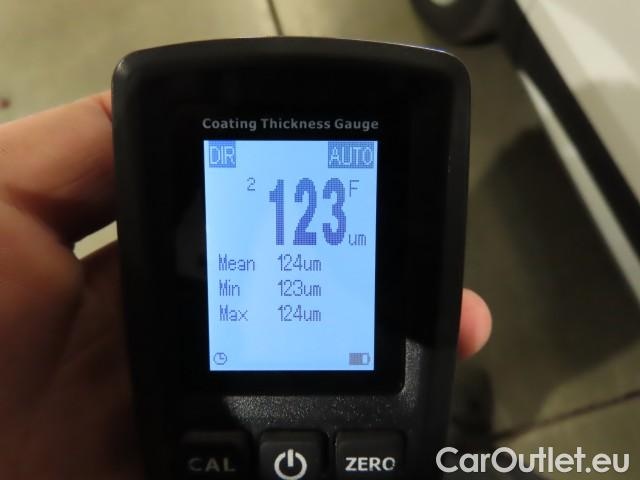 Coating Thickness Gauge
DIR AUTO
2 123 F um
Mean 124um
Min 123um
Max 124um
CAL ZERO
CarOutlet.eu